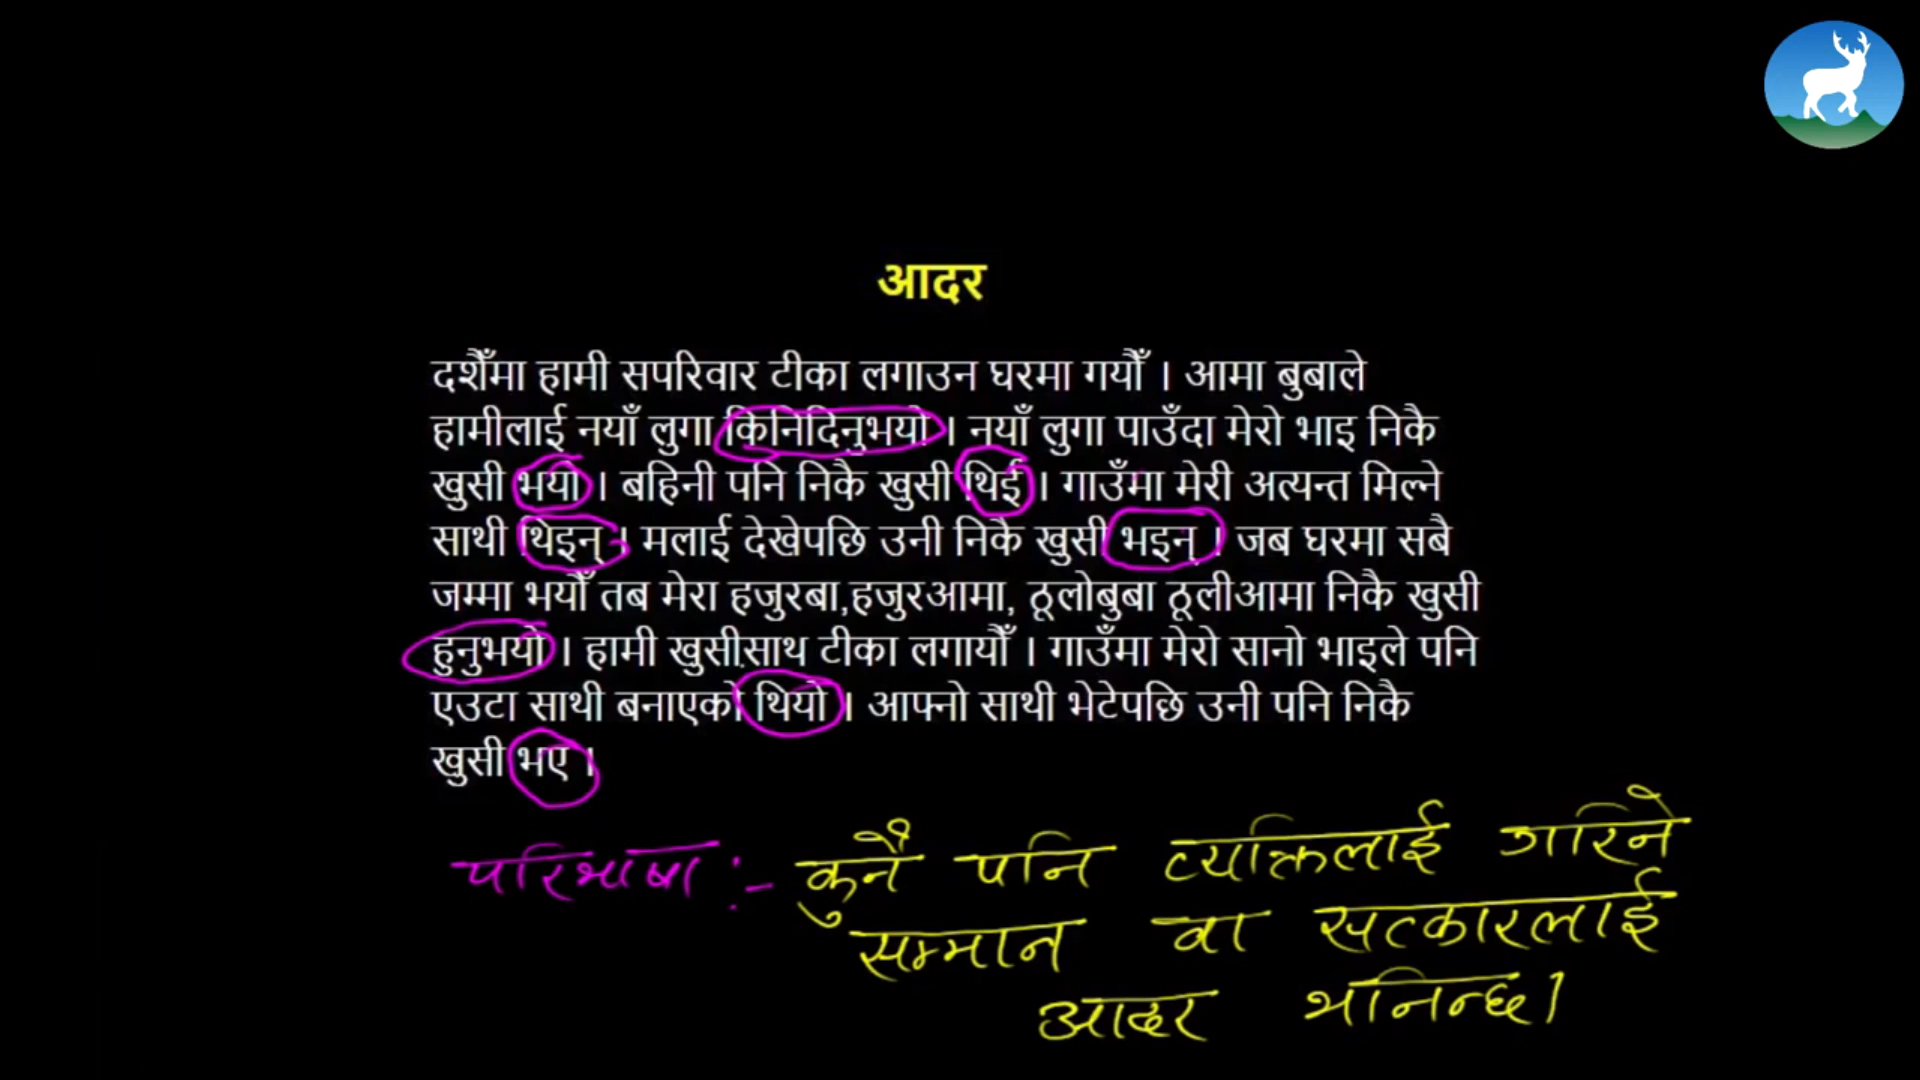 आदर
दशैँमा हामी सपरिवार टीका लगाउन घरमा गयौँ । आमा बुबाले
हामीलाई नयाँ लुगा किनिदिनुभयो । नयाँ लुगा पाउँदा मेरो भाइ निकै
खुसी भयो । बहिनी पनि निकै खुसी थिई । गाउँमा मेरी अत्यन्त मिल्ने
साथी थिइन् । मलाई देखेपछि उनी निकै खुसी भइन् । जब घरमा सबै
जम्मा भयौँ तब मेरा हजुरबा,हजुरआमा, ठूलोबुबा ठूलीआमा निकै खुसी
हुनुभयो । हामी खुसीसाथ टीका लगायौँ । गाउँमा मेरो सानो भाइले पनि
एउटा साथी बनाएको थियो । आफ्नो साथी भेटेपछि उनी पनि निकै
खुसी भए ।
परिभाषा :- कुनै पनि व्यक्तिलाई गरिने
सम्मान वा सत्कारलाई
आदर भनिन्छ।